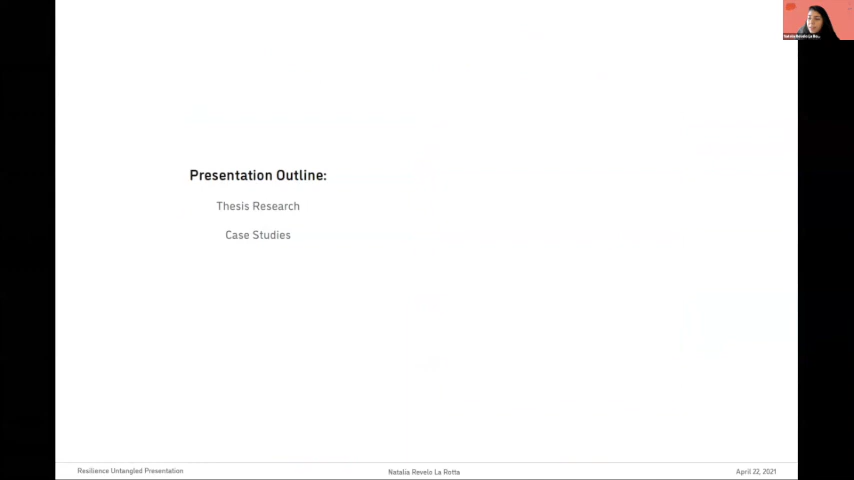 Presentation Outline:
Thesis Research
Case Studies
Resilience Untangled Presentation
Natalia Revelo La Rotta
April 22, 2021